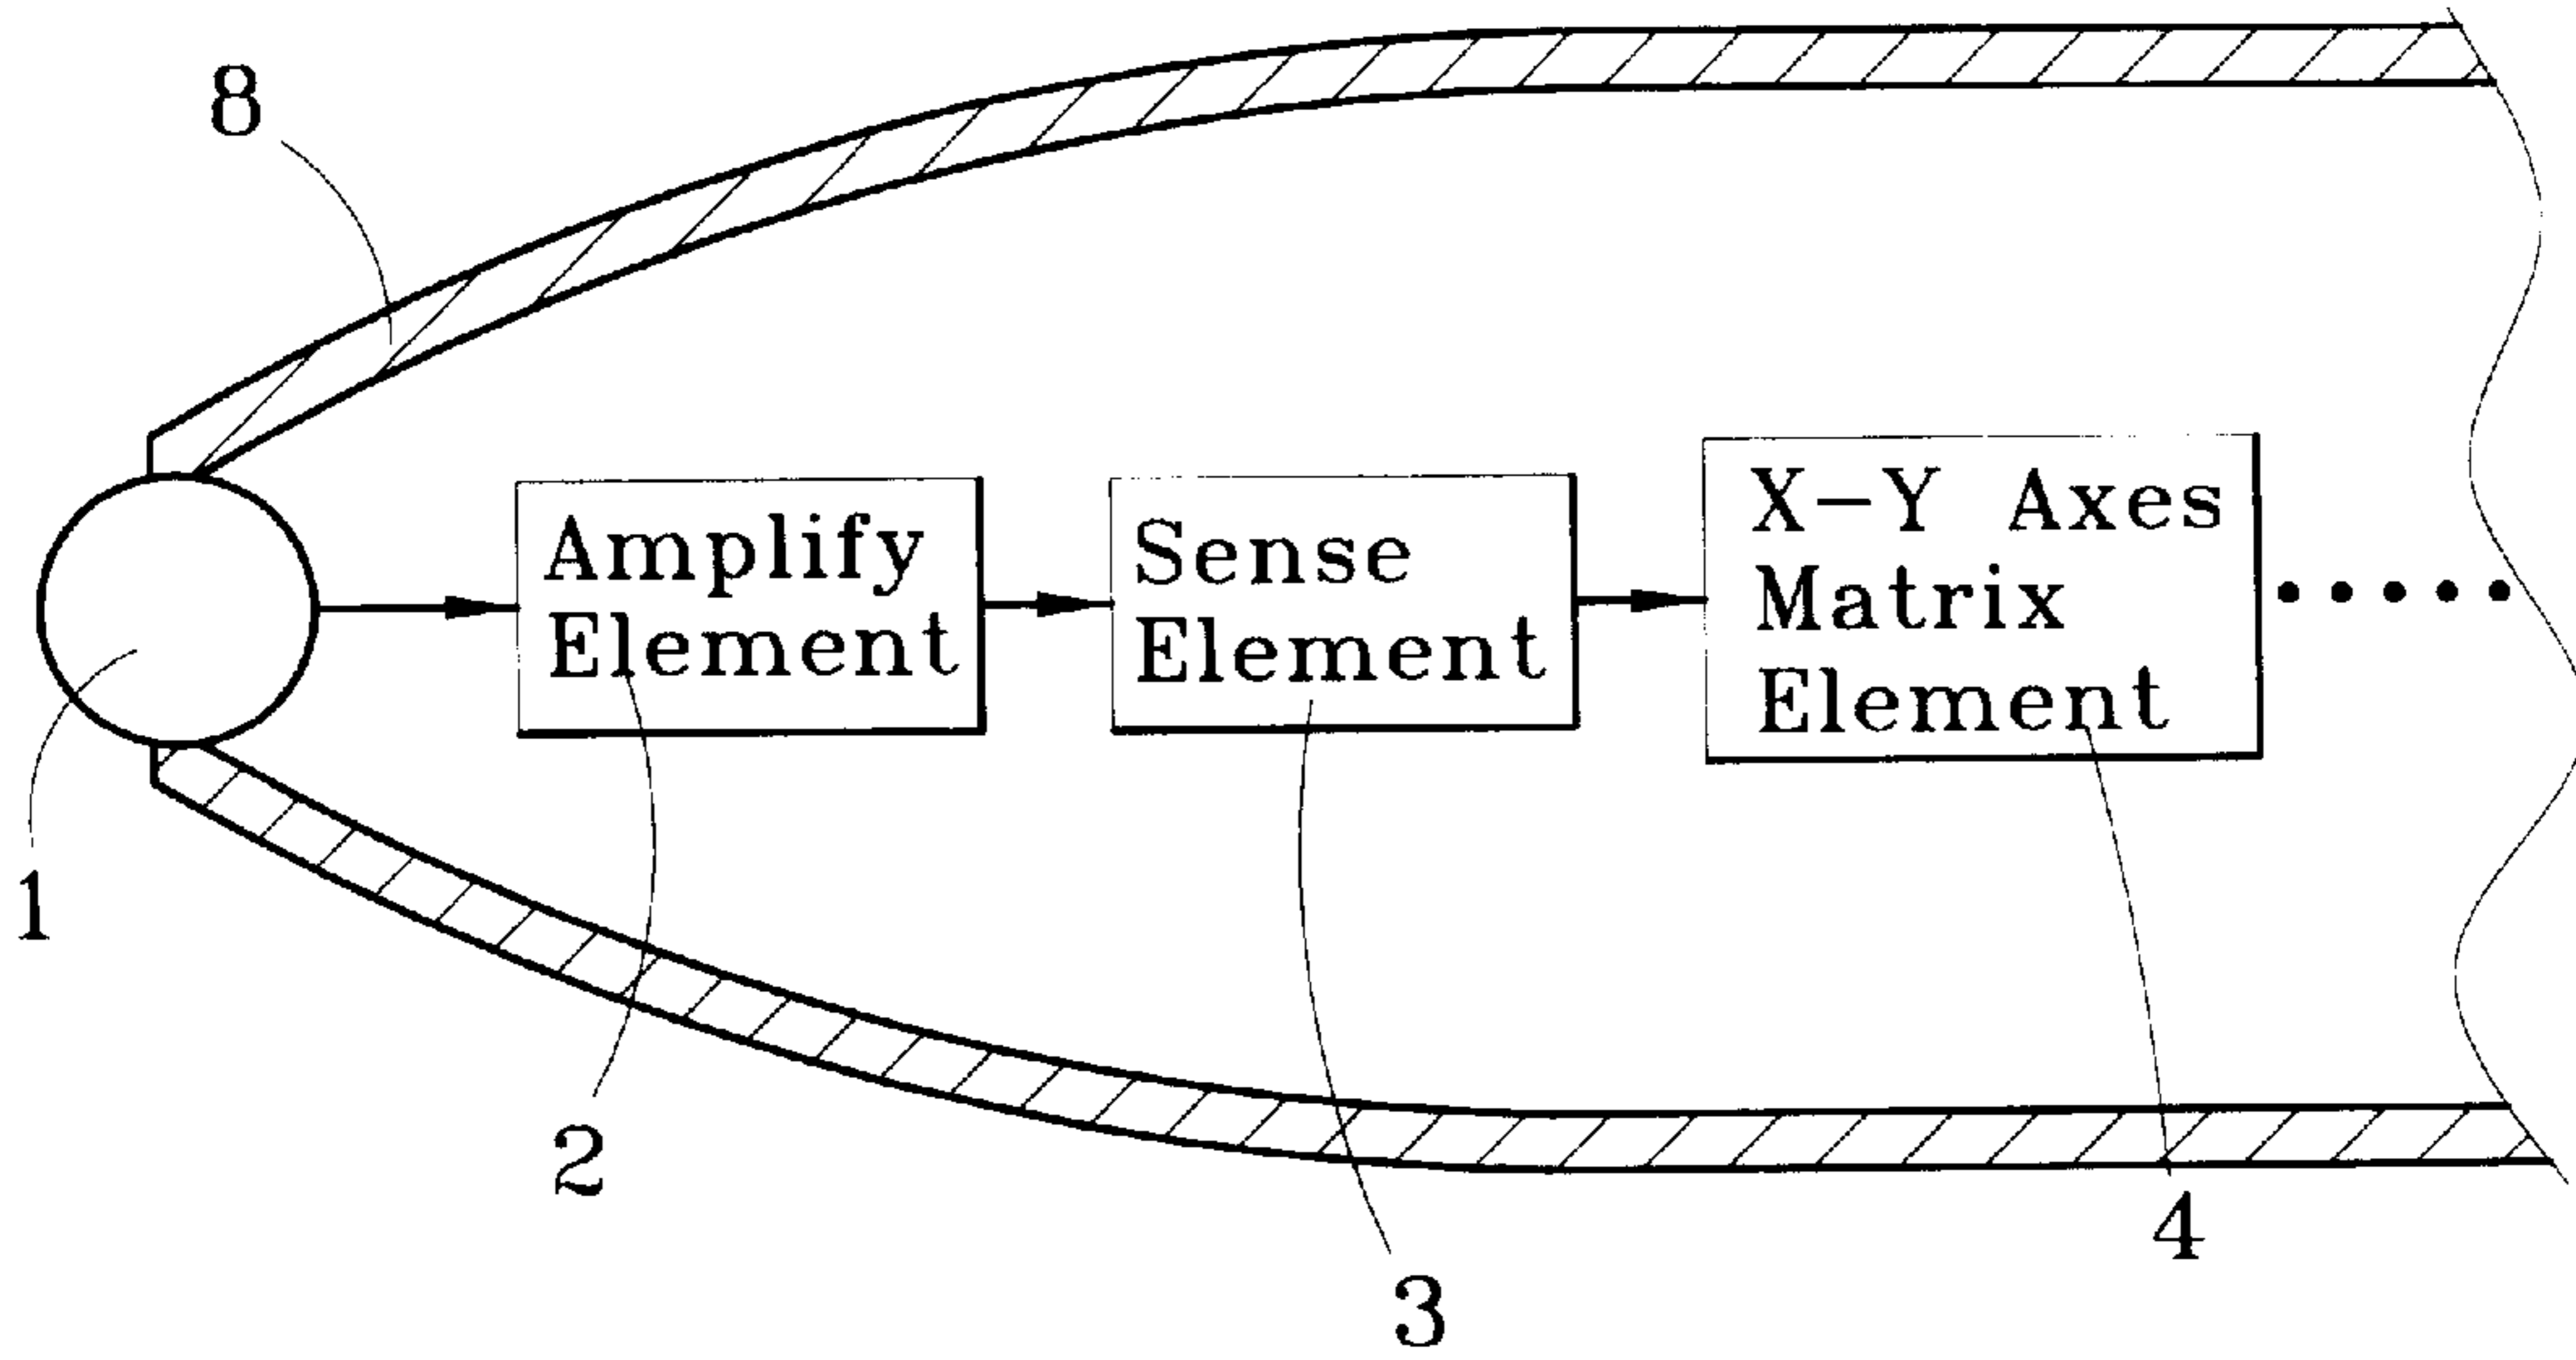 8
Amplify
Element
Sense
Element
X-Y Axes
Matrix
Element
1
2
3
4